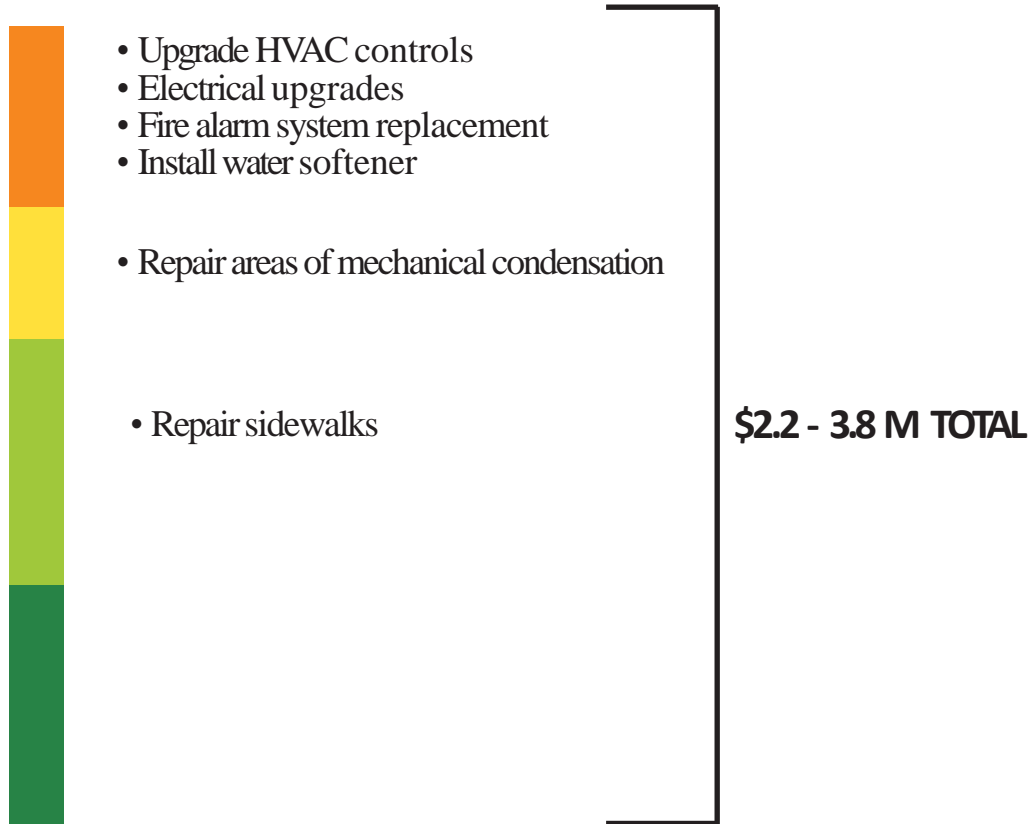 • Upgrade HVAC controls
• Electrical upgrades
• Fire alarm system replacement
• Install water softener
• Repair areas of mechanical condensation
• Repair sidewalks
$2.2 - 3.8 M TOTAL